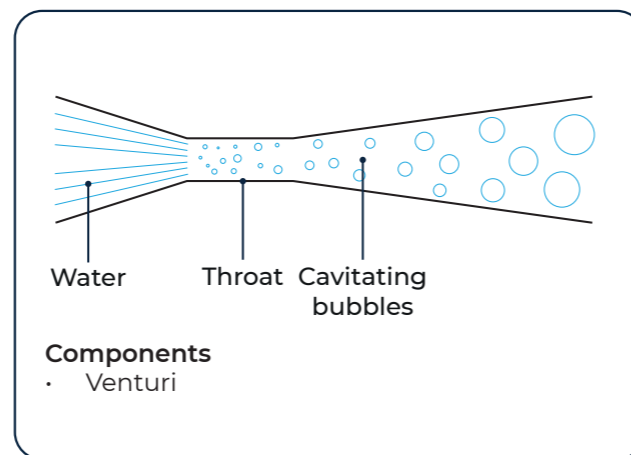 Water
Throat
Cavitating
bubbles
Components
· Venturi